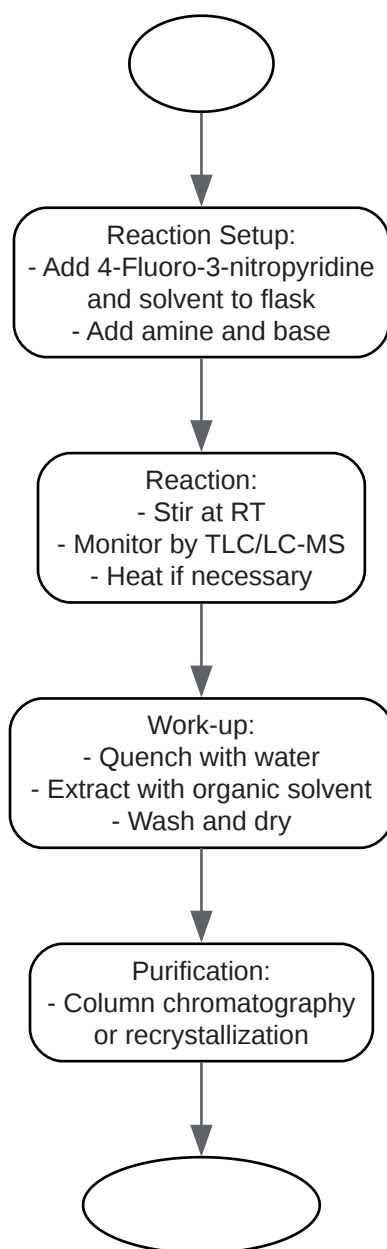 Reaction Setup:
- Add 4-Fluoro-3-nitropyridine
and solvent to flask
- Add amine and base
Reaction:
- Stir at RT
- Monitor by TLC/LC-MS
- Heat if necessary
Work-up:
- Quench with water
- Extract with organic solvent
- Wash and dry
Purification:
- Column chromatography
or recrystallization